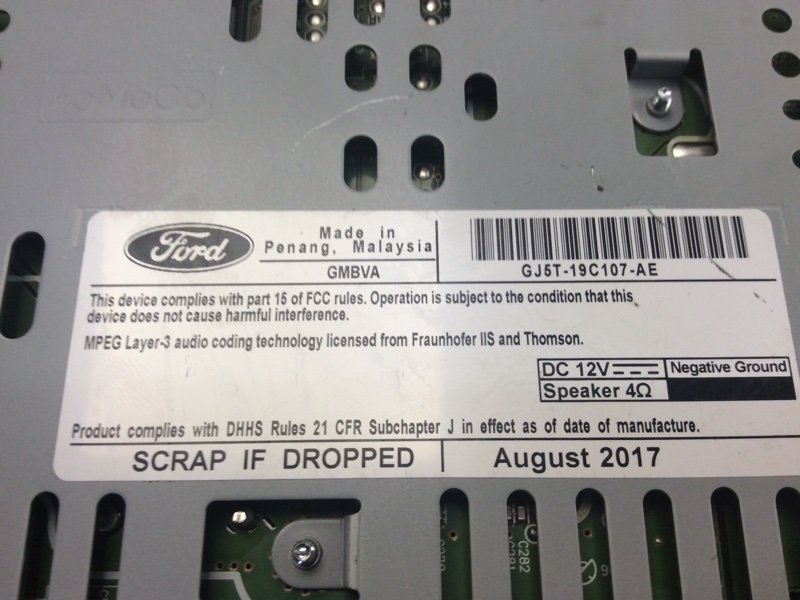 FoMoCo
Ford
Made in
Penang, Malaysia
GMBVA
GJ5T-19C107-AE
This device complies with part 15 of FCC rules. Operation is subject to the condition that this
device does not cause harmful interference.
MPEG Layer-3 audio coding technology licensed from Fraunhofer IIS and Thomson.
DC 12V Negative Ground
Speaker 4Ω
Product complies with DHHS Rules 21 CFR Subchapter J in effect as of date of manufacture.
SCRAP IF DROPPED August 2017
C282